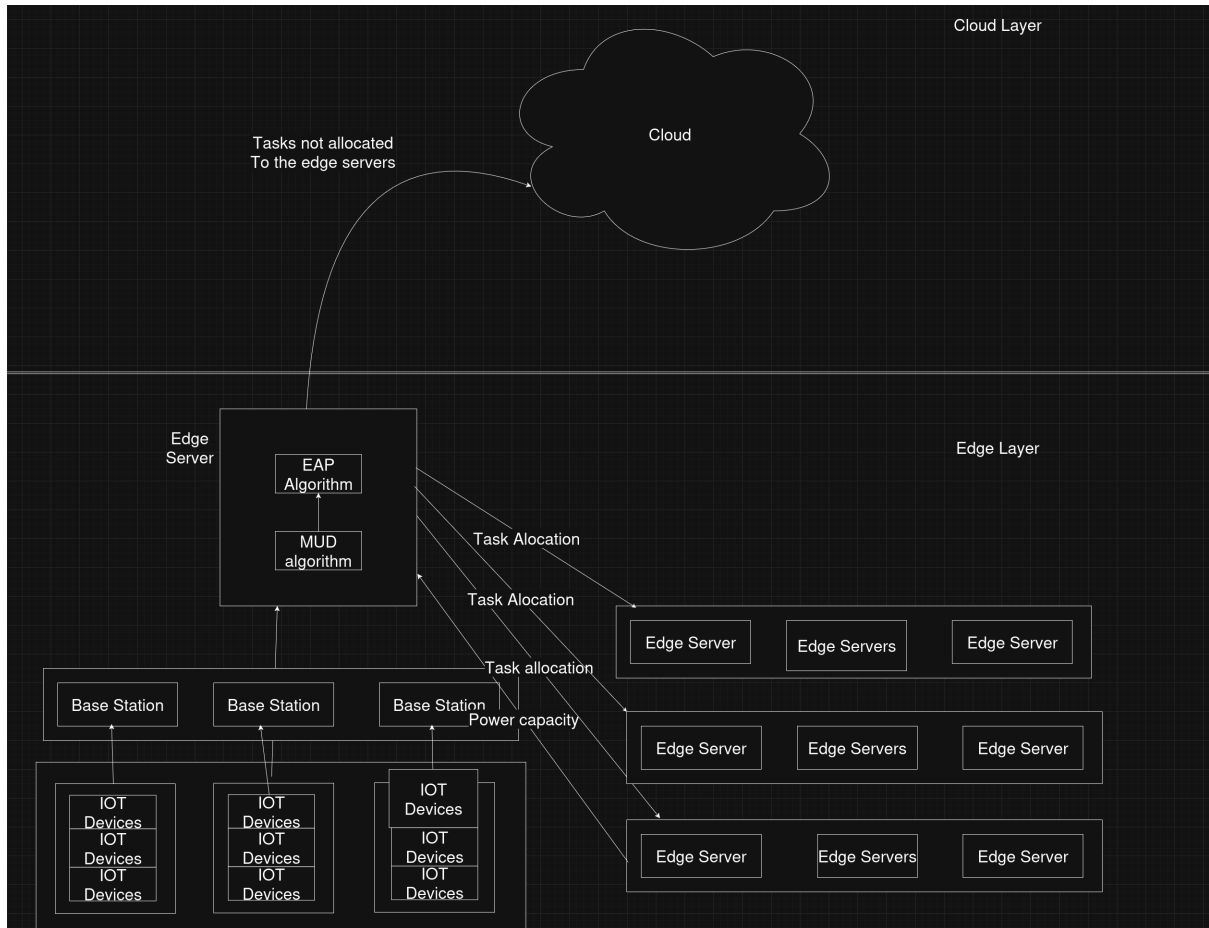 Cloud Layer
Cloud
Tasks not allocated
To the edge servers
Edge
Server
Edge Layer
EAP
Algorithm
MUD
algorithm
Task Alocation
Task Alocation
Task allocation
Power capacity
Edge Server
Edge Servers
Edge Server
Edge Server
Edge Servers
Edge Server
Edge Server
Edge Servers
Edge Server
Base Station
Base Station
Base Station
IOT
Devices
IOT
Devices
IOT
Devices
IOT
Devices
IOT
Devices
IOT
Devices
IOT
Devices
IOT
Devices
IOT
Devices